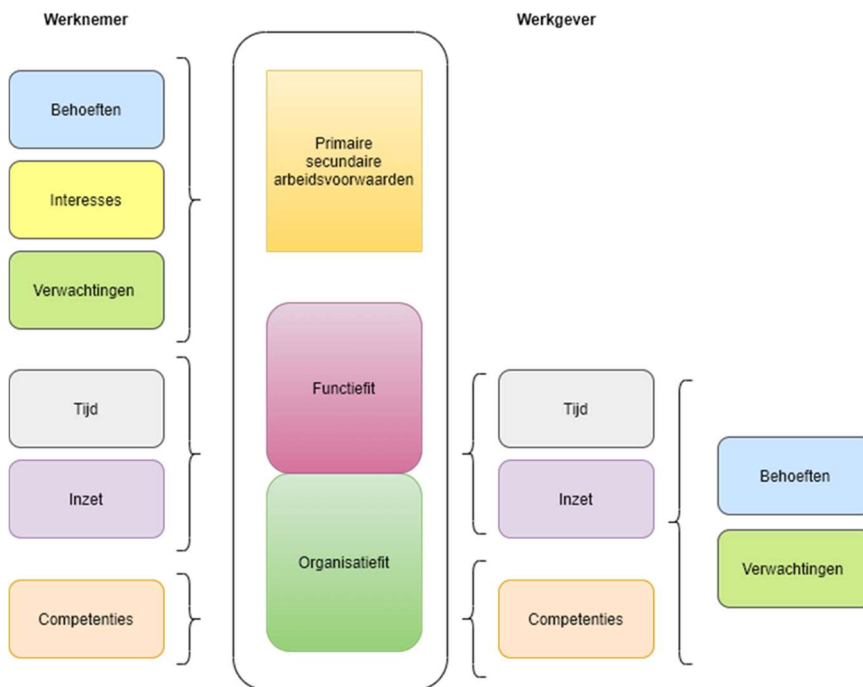 Werknemer
Werkgever
Behoeften
Interesses
Verwachtingen
Tijd
Inzet
Competenties
Primaire
secundaire
arbeidsvoorwaarden
Functiefit
Organisatiefit
Tijd
Inzet
Competenties
Behoeften
Verwachtingen